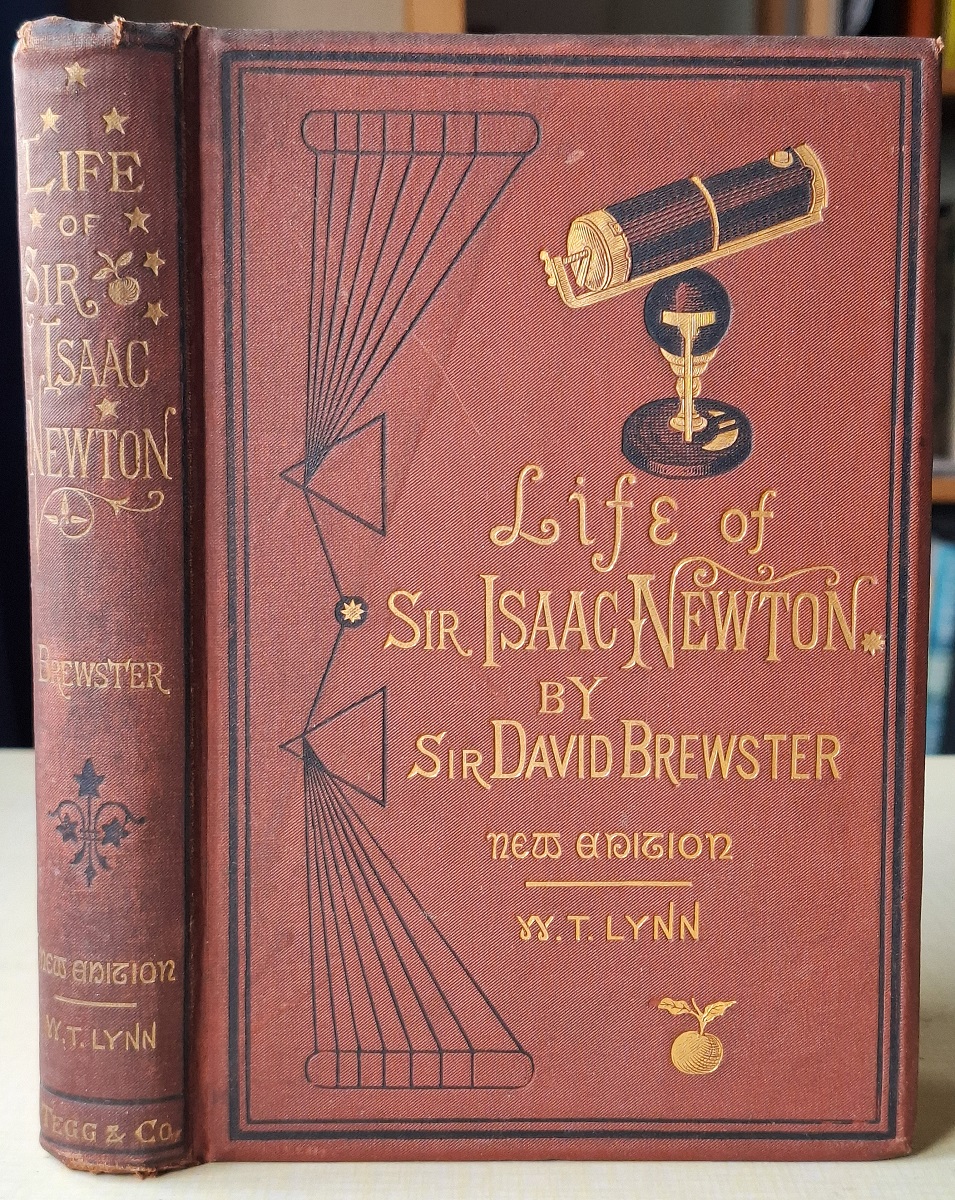 LIFE
OF
SIR
ISAAC
NEWTON
BREWSTER
NEW EDITION
W.T. LYNN
TEGG & Co.
Life of
SIR ISAAC NEWTON.
BY
SIR DAVID BREWSTER
NEW EDITION
W.T. LYNN